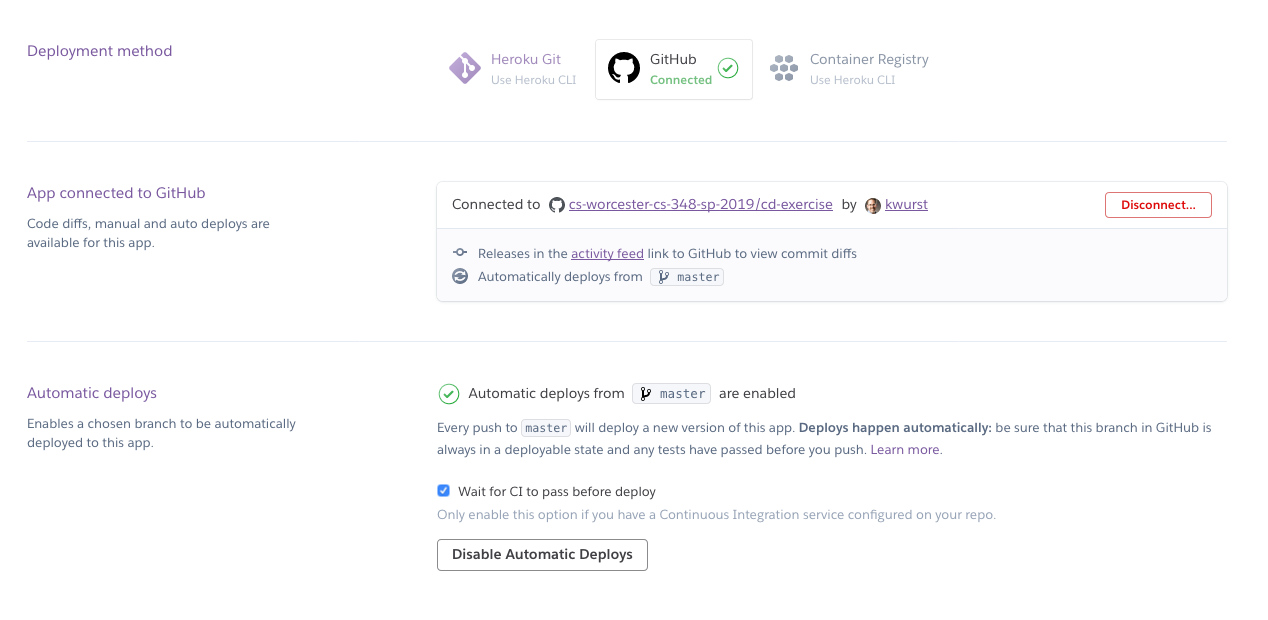 Deployment method
Heroku Git
Use Heroku CLI
GitHub
Connected
Container Registry
Use Heroku CLI
App connected to GitHub
Code diffs, manual and auto deploys are
available for this app.
Connected to cs-worcester-cs-348-sp-2019/cd-exercise by kwurst
Disconnect...
Releases in the activity feed link to GitHub to view commit diffs
Automatically deploys from master
Automatic deploys
Enables a chosen branch to be automatically
deployed to this app.
Automatic deploys from master are enabled
Every push to master will deploy a new version of this app. Deploys happen automatically: be sure that this branch in GitHub is
always in a deployable state and any tests have passed before you push. Learn more.
Wait for CI to pass before deploy
Only enable this option if you have a Continuous Integration service configured on your repo.
Disable Automatic Deploys